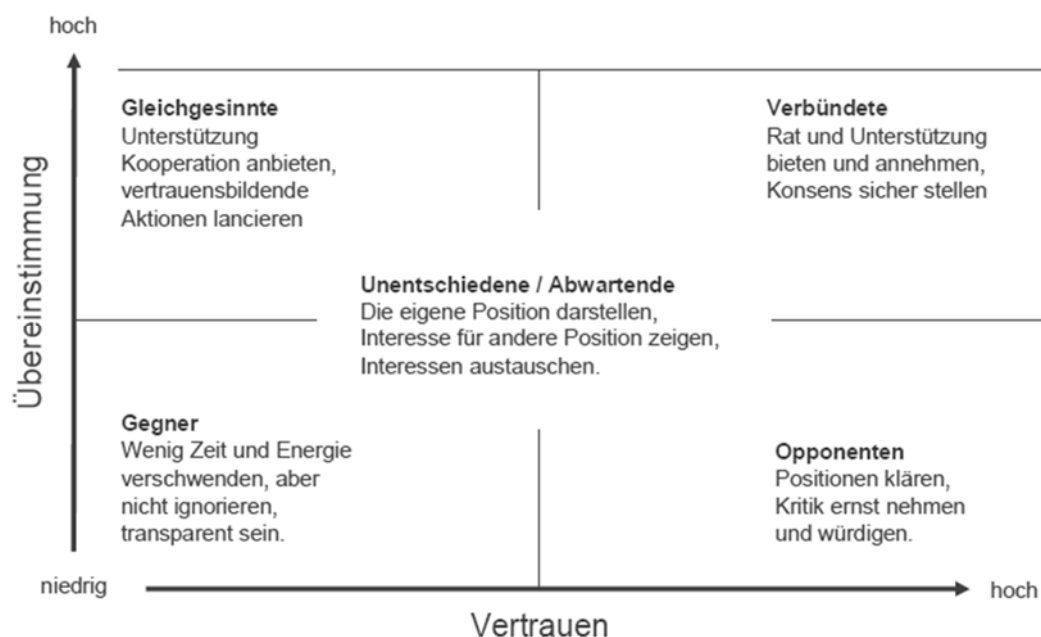 hoch
Übereinstimmung
Gleichgesinnte
Unterstützung
Kooperation anbieten,
vertrauensbildende
Aktionen lancieren
Verbündete
Rat und Unterstützung
bieten und annehmen,
Konsens sicher stellen
Unentschiedene / Abwartende
Die eigene Position darstellen,
Interesse für andere Position zeigen,
Interessen austauschen.
Gegner
Wenig Zeit und Energie
verschwenden, aber
nicht ignorieren,
transparent sein.
Opponenten
Positionen klären,
Kritik ernst nehmen
und würdigen.
niedrig
hoch
Vertrauen